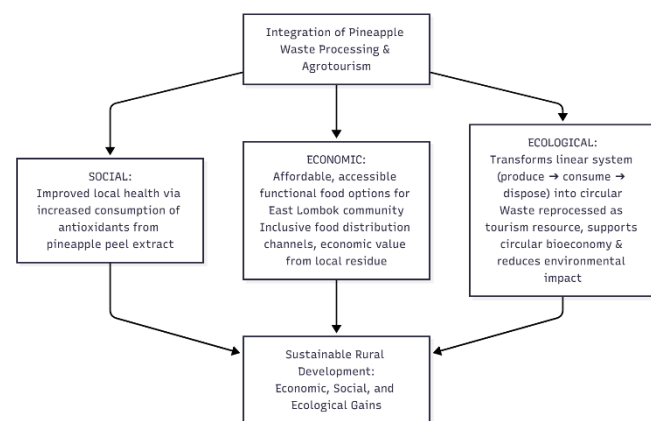 Integration of Pineapple
Waste Processing &
Agrotourism
SOCIAL:
Improved local health via
increased consumption of
antioxidants from
pineapple peel extract
ECONOMIC:
Affordable, accessible
functional food options for
East Lombok community
Inclusive food distribution
channels, economic value
from local residue
ECOLOGICAL:
Transforms linear system
(produce → consume →
dispose) into circular
Waste reprocessed as
tourism resource, supports
circular bioeconomy &
reduces environmental
impact
Sustainable Rural
Development:
Economic, Social, and
Ecological Gains